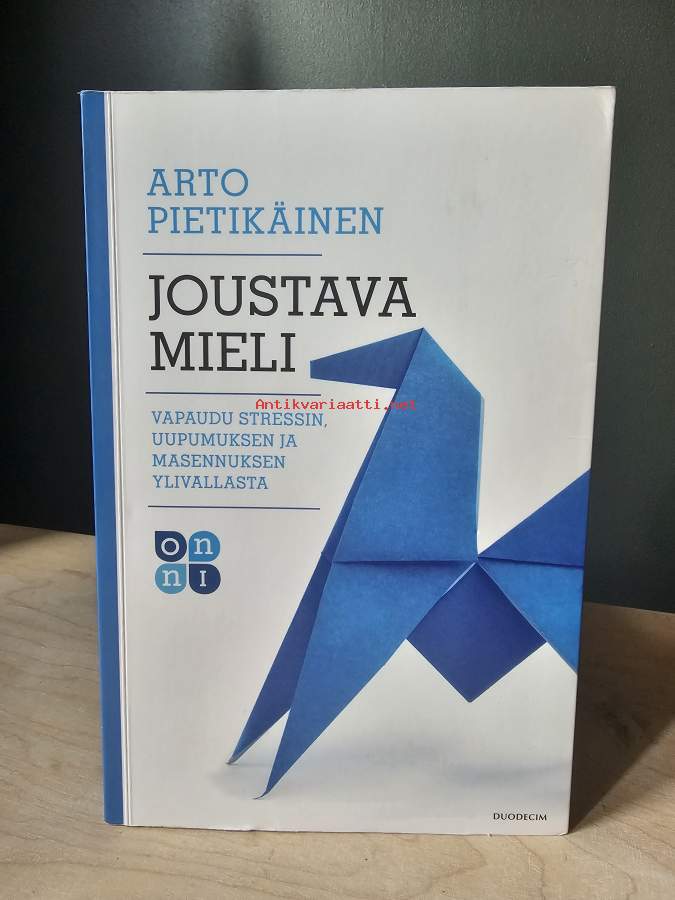 ARTO
PIETIKÄINEN
JOUSTAVA
MIELI
Antikvariaatti.net
VAPAUDU STRESSIN,
UUPUMUKSEN JA
MASENNUKSEN
YLIVALLASTA
on
nI
DUODECIM